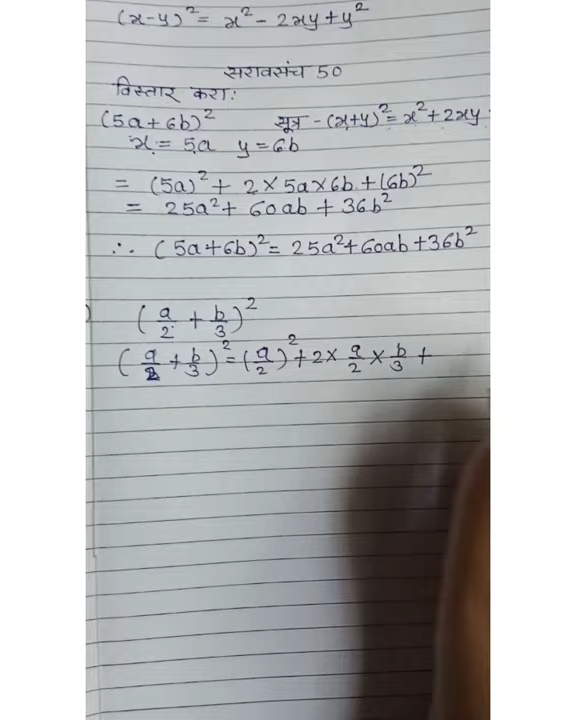 (x-y)² = x² - 2xy + y²
सरावसंच 50
विस्तार करा:
(5a+6b)² सूत्र - (x+y)² = x² + 2xy
x = 5a y = 6b
= (5a)² + 2×5a×6b + (6b)²
= 25a² + 60ab + 36b²
∴ (5a+6b)² = 25a² + 60ab + 36b²
) (a/2 + b/3)²
(a/2 + b/3)² = (a/2)² + 2× a/2 × b/3 +